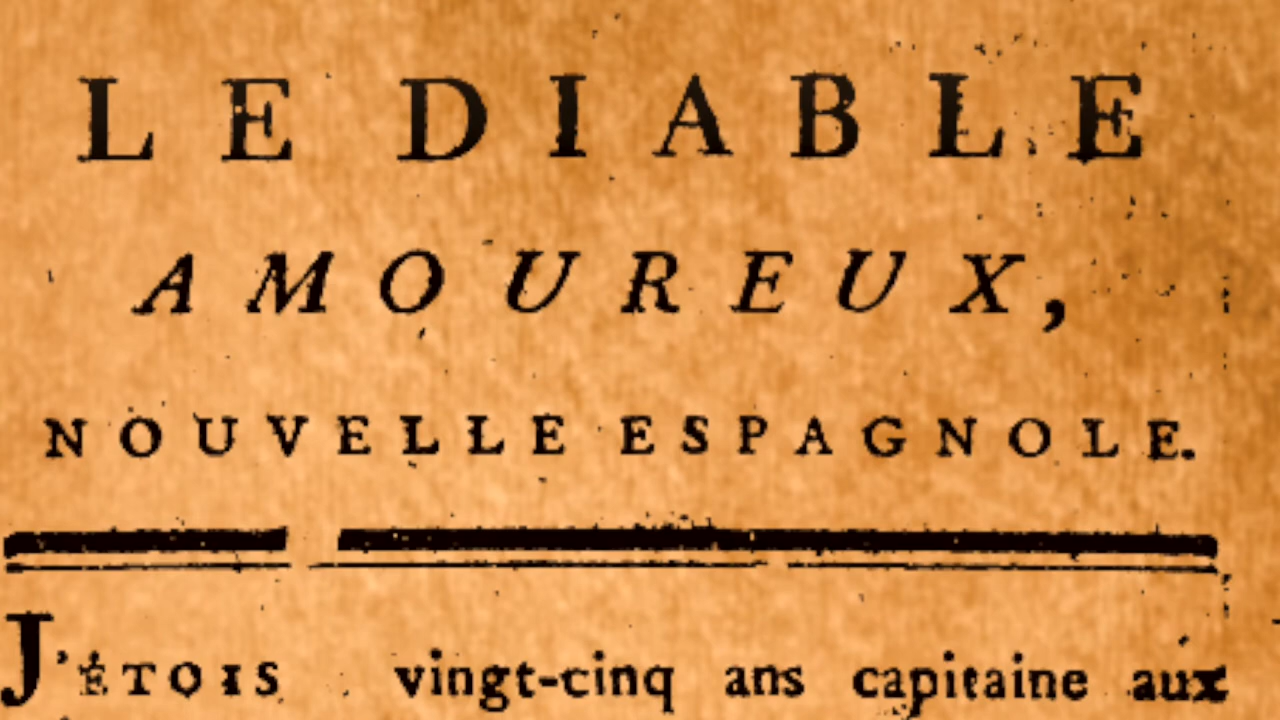 LE DIABLE
AMOUREUX,
NOUVELLE ESPAGNOLE.
J'ÉTOIS vingt-cinq ans capitaine aux